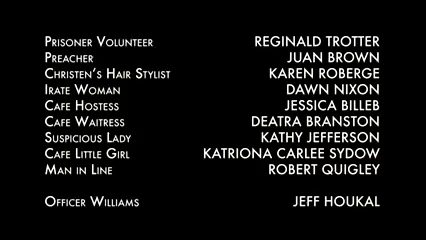 Prisoner Volunteer REGINALD TROTTER
Preacher JUAN BROWN
Christen's Hair Stylist KAREN ROBERGE
Irate Woman DAWN NIXON
Cafe Hostess JESSICA BILLEB
Cafe Waitress DEATRA BRANSTON
Suspicious Lady KATHY JEFFERSON
Cafe Little Girl KATRIONA CARLEE SYDOW
Man in Line ROBERT QUIGLEY
Officer Williams JEFF HOUKAL